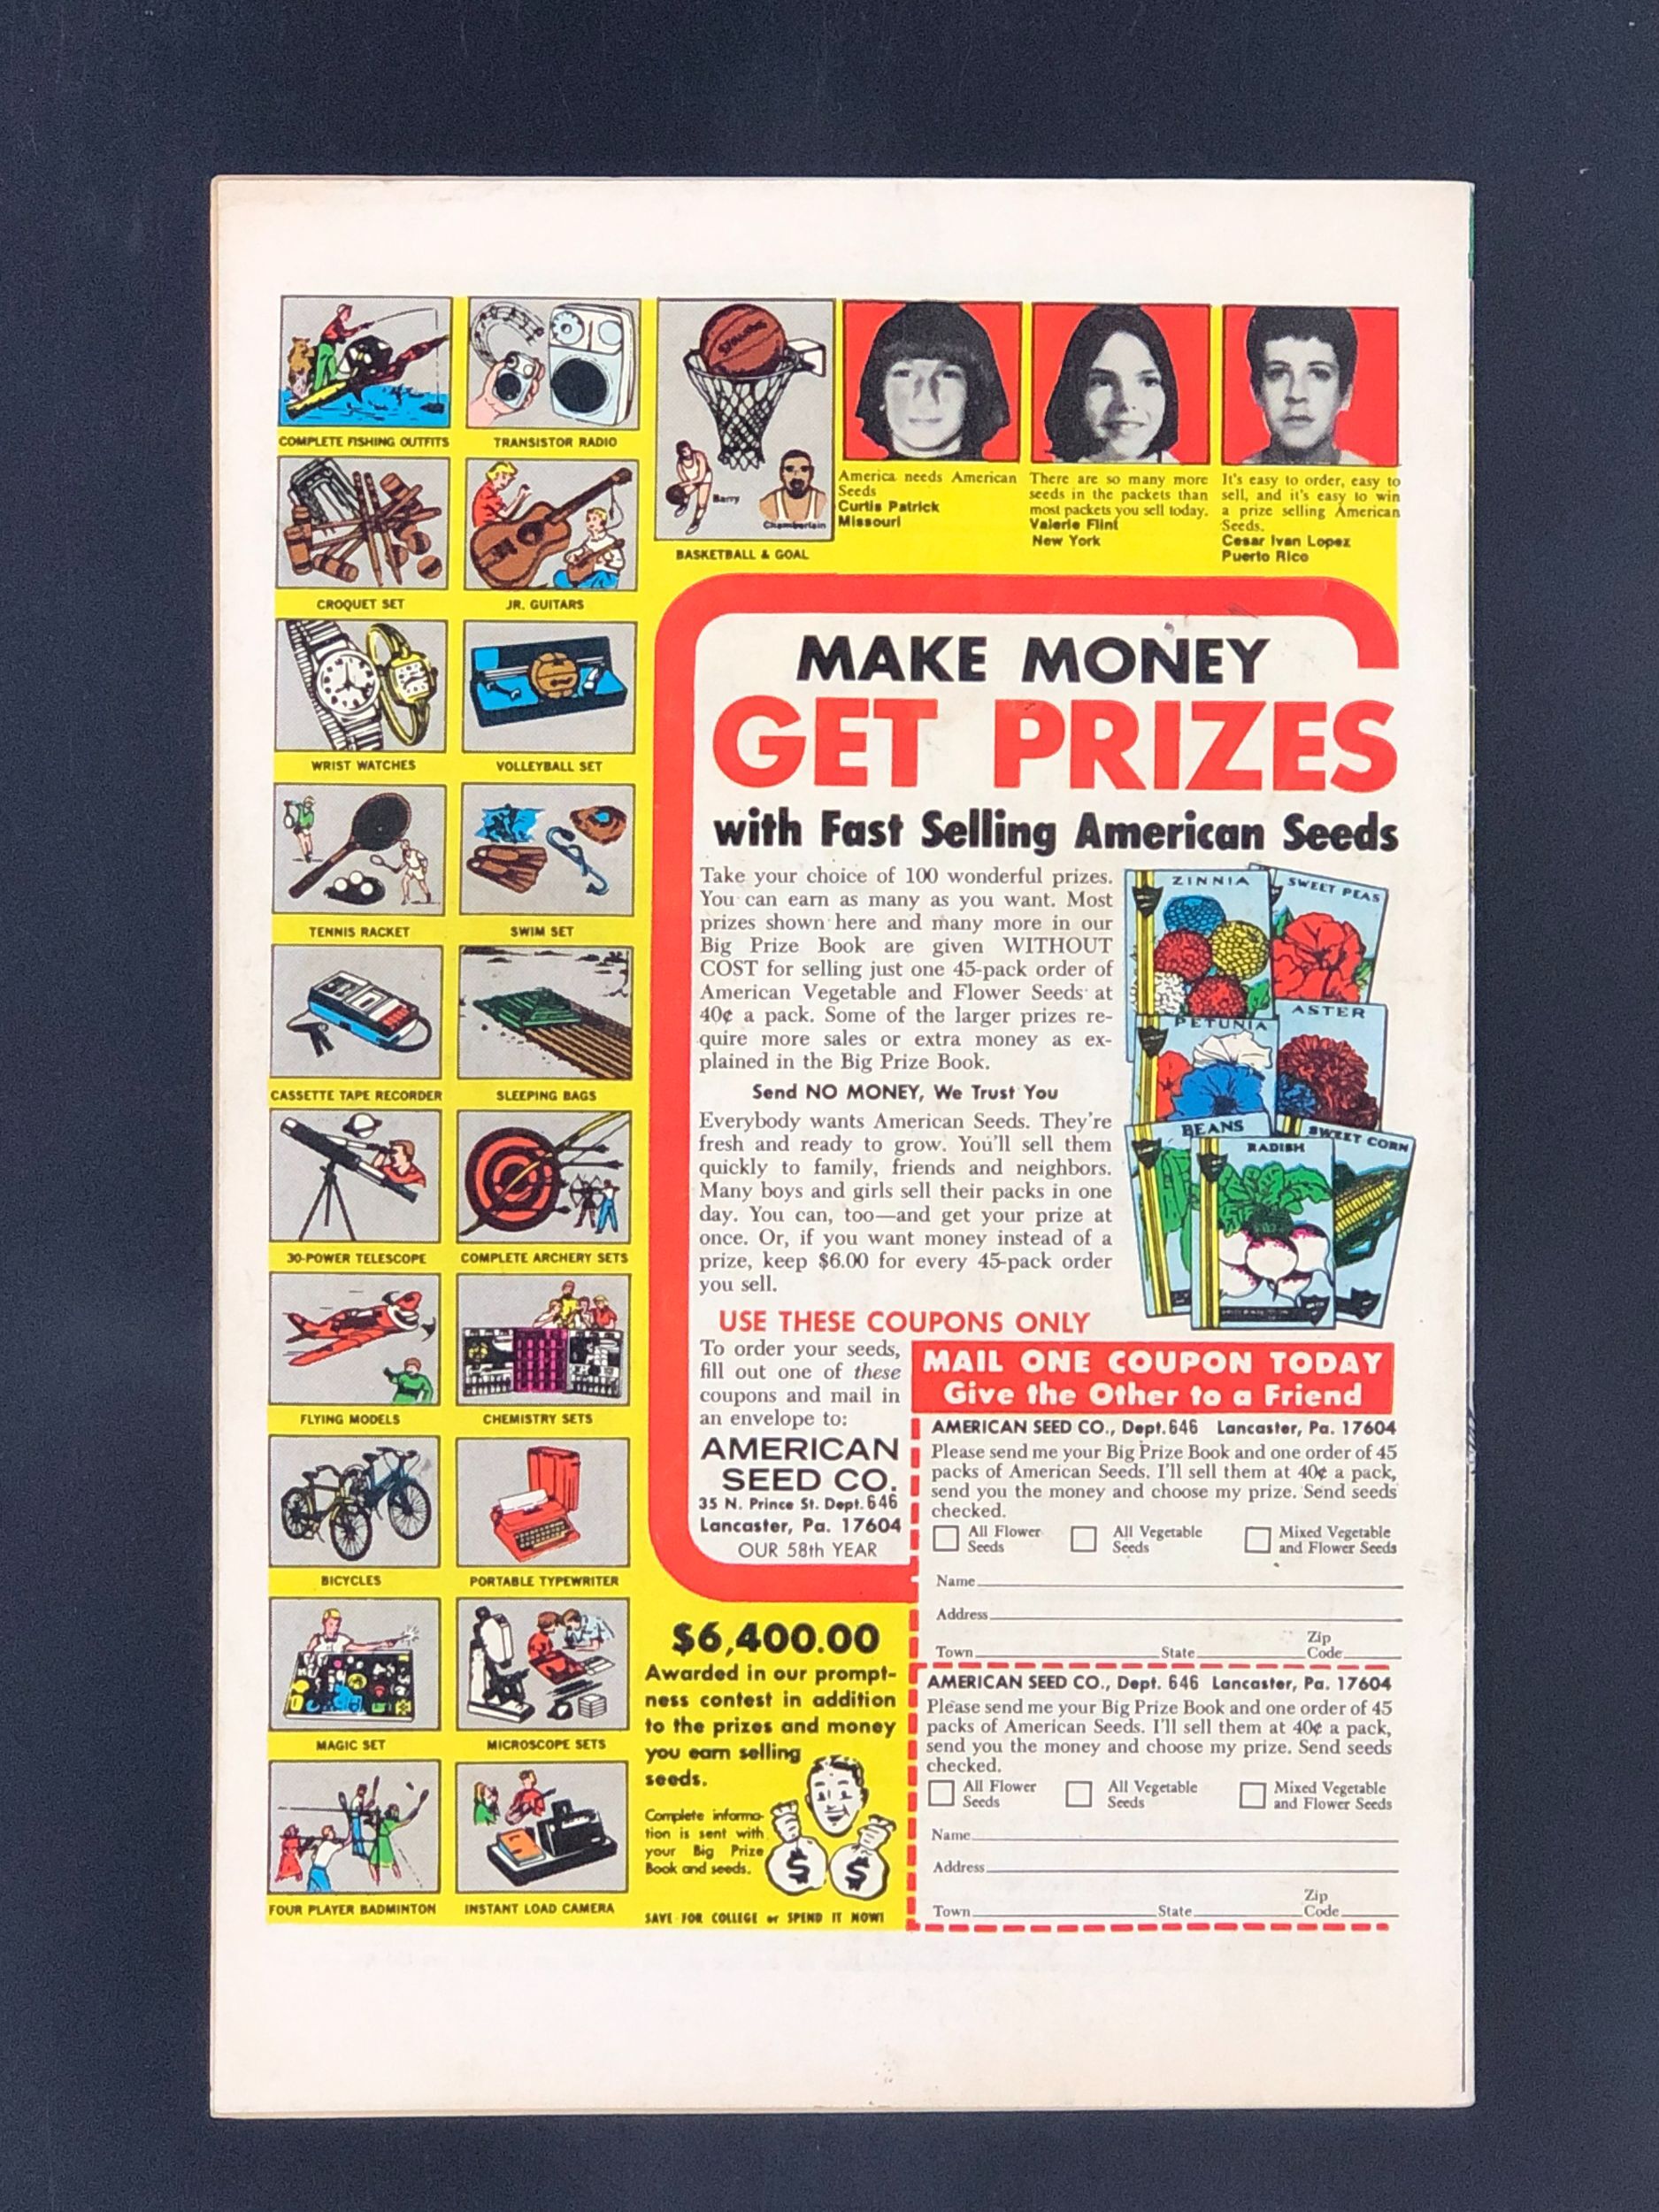 COMPLETE FISHING OUTFITS
TRANSISTOR RADIO
CROQUET SET
JR. GUITARS
WRIST WATCHES
VOLLEYBALL SET
TENNIS RACKET
SWIM SET
CASSETTE TAPE RECORDER
SLEEPING BAGS
30-POWER TELESCOPE
COMPLETE ARCHERY SETS
FLYING MODELS
CHEMISTRY SETS
BICYCLES
PORTABLE TYPEWRITER
MAGIC SET
MICROSCOPE SETS
FOUR PLAYER BADMINTON
INSTANT LOAD CAMERA
SPALDING
Barry
Chamberlain
BASKETBALL & GOAL
America needs American
Seeds
Curtis Patrick
Missouri
There are so many more
seeds in the packets than
most packets you sell today.
Valerie Flint
New York
It's easy to order, easy to
sell, and it's easy to win
a prize selling American
Seeds.
Cesar Ivan Lopez
Puerto Rico
MAKE MONEY
GET PRIZES
with Fast Selling American Seeds
Take your choice of 100 wonderful prizes.
You can earn as many as you want. Most
prizes shown here and many more in our
Big Prize Book are given WITHOUT
COST for selling just one 45-pack order of
American Vegetable and Flower Seeds at
40¢ a pack. Some of the larger prizes re-
quire more sales or extra money as ex-
plained in the Big Prize Book.
Send NO MONEY, We Trust You
Everybody wants American Seeds. They're
fresh and ready to grow. You'll sell them
quickly to family, friends and neighbors.
Many boys and girls sell their packs in one
day. You can, too—and get your prize at
once. Or, if you want money instead of a
prize, keep $6.00 for every 45-pack order
you sell.
ZINNIA
SWEET PEAS
PETUNIA
ASTER
BEANS
RADISH
SWEET CORN
USE THESE COUPONS ONLY
To order your seeds,
fill out one of these
coupons and mail in
an envelope to:
AMERICAN
SEED CO.
35 N. Prince St. Dept. 646
Lancaster, Pa. 17604
OUR 58th YEAR
MAIL ONE COUPON TODAY
Give the Other to a Friend
AMERICAN SEED CO., Dept. 646 Lancaster, Pa. 17604
Please send me your Big Prize Book and one order of 45
packs of American Seeds. I'll sell them at 40¢ a pack,
send you the money and choose my prize. Send seeds
checked.
All Flower Seeds All Vegetable Seeds Mixed Vegetable and Flower Seeds
Name
Address
Town State Zip Code
AMERICAN SEED CO., Dept. 646 Lancaster, Pa. 17604
Please send me your Big Prize Book and one order of 45
packs of American Seeds. I'll sell them at 40¢ a pack,
send you the money and choose my prize. Send seeds
checked.
All Flower Seeds All Vegetable Seeds Mixed Vegetable and Flower Seeds
Name
Address
Town State Zip Code
$6,400.00
Awarded in our prompt-
ness contest in addition
to the prizes and money
you earn selling
seeds.
Complete informa-
tion is sent with
your Big Prize
Book and seeds.
$ $
SAVE FOR COLLEGE or SPEND IT NOW!